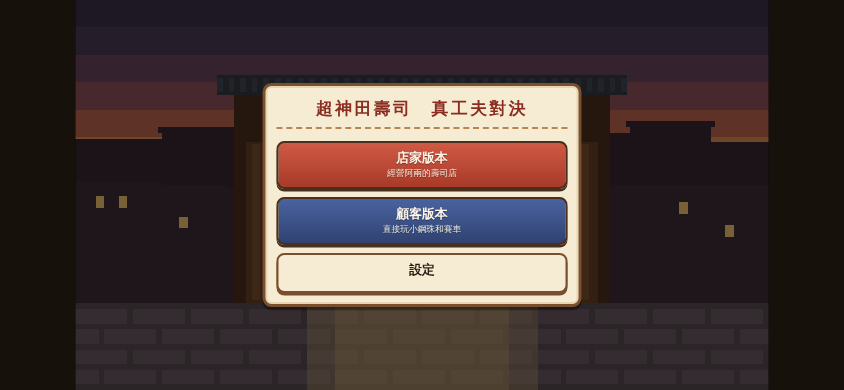 超神田壽司　真工夫對決
店家版本
經營阿兩的壽司店
顧客版本
直接玩小鋼珠和賽車
設定